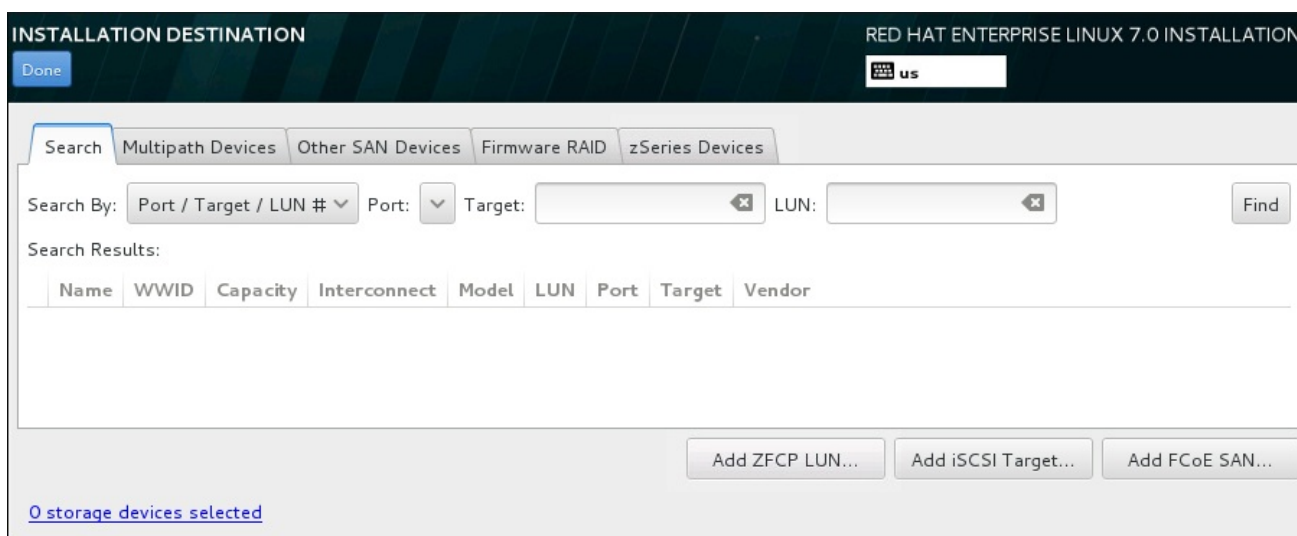 INSTALLATION DESTINATION
RED HAT ENTERPRISE LINUX 7.0 INSTALLATION
Done
us
Search Multipath Devices Other SAN Devices Firmware RAID zSeries Devices
Search By: Port / Target / LUN # Port: Target: LUN: Find
Search Results:
Name WWID Capacity Interconnect Model LUN Port Target Vendor
Add ZFCP LUN... Add iSCSI Target... Add FCoE SAN...
0 storage devices selected